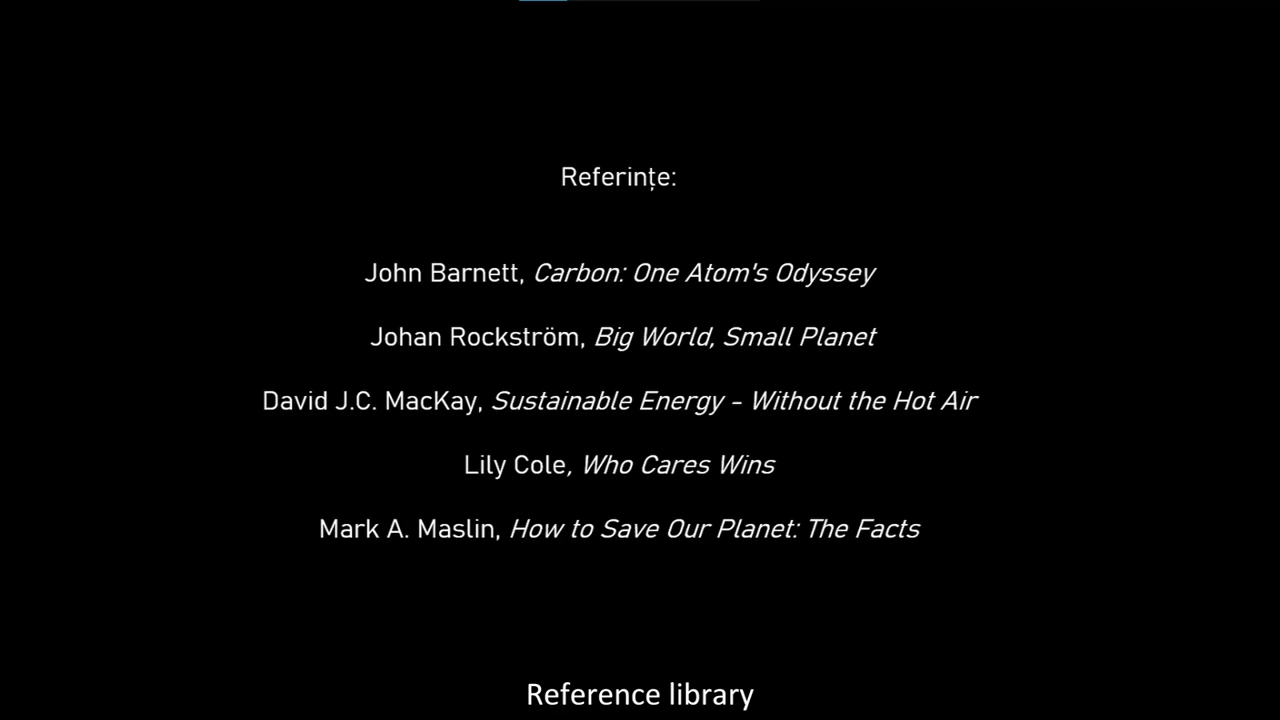 Referințe:
John Barnett, Carbon: One Atom's Odyssey
Johan Rockström, Big World, Small Planet
David J.C. MacKay, Sustainable Energy - Without the Hot Air
Lily Cole, Who Cares Wins
Mark A. Maslin, How to Save Our Planet: The Facts
Reference library